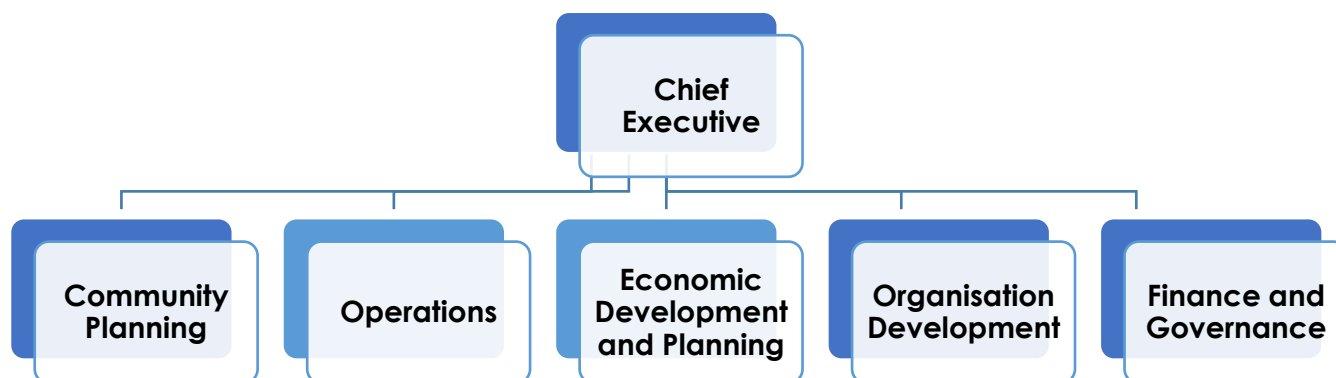 Chief
Executive
Community
Planning
Operations
Economic
Development
and Planning
Organisation
Development
Finance and
Governance